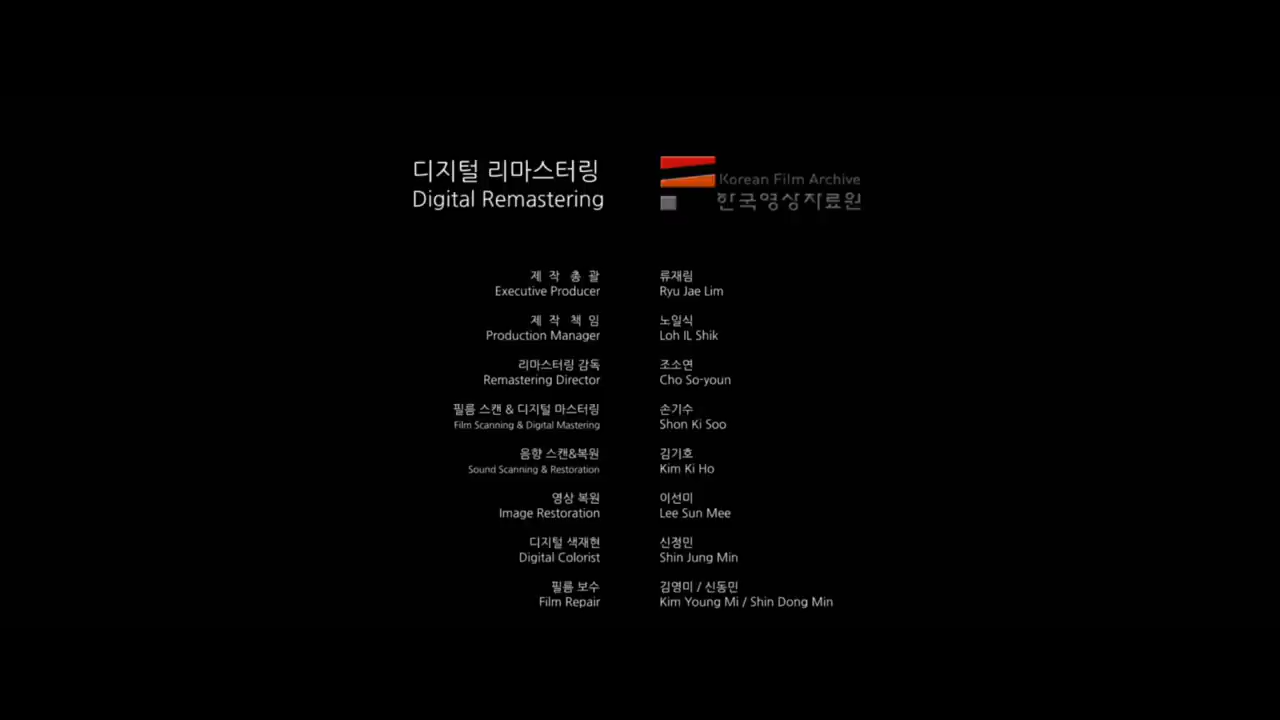 디지털 리마스터링
Digital Remastering
Korean Film Archive
한국영상자료원
제 작 총 괄 류재림
Executive Producer Ryu Jae Lim
제 작 책 임 노일식
Production Manager Loh IL Shik
리마스터링 감독 조소연
Remastering Director Cho So-youn
필름 스캔 & 디지털 마스터링 손기수
Film Scanning & Digital Mastering Shon Ki Soo
음향 스캔&복원 김기호
Sound Scanning & Restoration Kim Ki Ho
영상 복원 이선미
Image Restoration Lee Sun Mee
디지털 색재현 신정민
Digital Colorist Shin Jung Min
필름 보수 김영미 / 신동민
Film Repair Kim Young Mi / Shin Dong Min